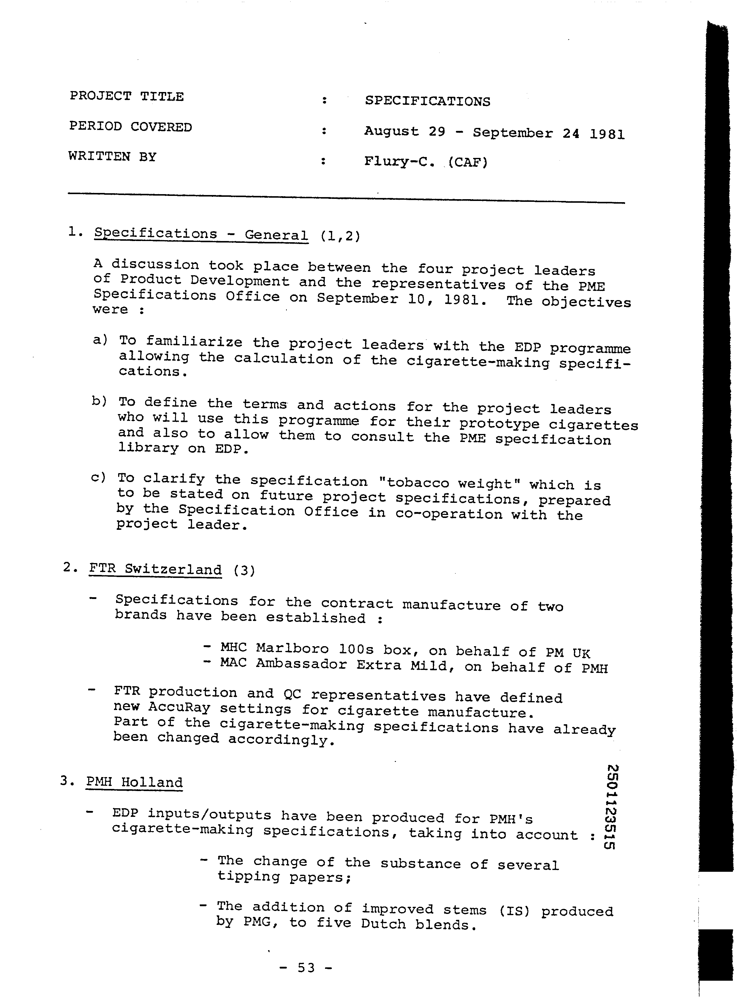 PROJECT TITLE : SPECIFICATIONS
PERIOD COVERED : August 29 - September 24 1981
WRITTEN BY : Flury-C. (CAF)
1. Specifications - General (1,2)
A discussion took place between the four project leaders
of Product Development and the representatives of the PME
Specifications Office on September 10, 1981. The objectives
were :
a) To familiarize the project leaders with the EDP programme
allowing the calculation of the cigarette-making specifi-
cations.
b) To define the terms and actions for the project leaders
who will use this programme for their prototype cigarettes
and also to allow them to consult the PME specification
library on EDP.
c) To clarify the specification "tobacco weight" which is
to be stated on future project specifications, prepared
by the Specification Office in co-operation with the
project leader.
2. FTR Switzerland (3)
- Specifications for the contract manufacture of two
brands have been established :
- MHC Marlboro 100s box, on behalf of PM UK
- MAC Ambassador Extra Mild, on behalf of PMH
- FTR production and QC representatives have defined
new AccuRay settings for cigarette manufacture.
Part of the cigarette-making specifications have already
been changed accordingly.
3. PMH Holland
- EDP inputs/outputs have been produced for PMH's
cigarette-making specifications, taking into account :
- The change of the substance of several
tipping papers;
- The addition of improved stems (IS) produced
by PMG, to five Dutch blends.
- 53 -
2501123515